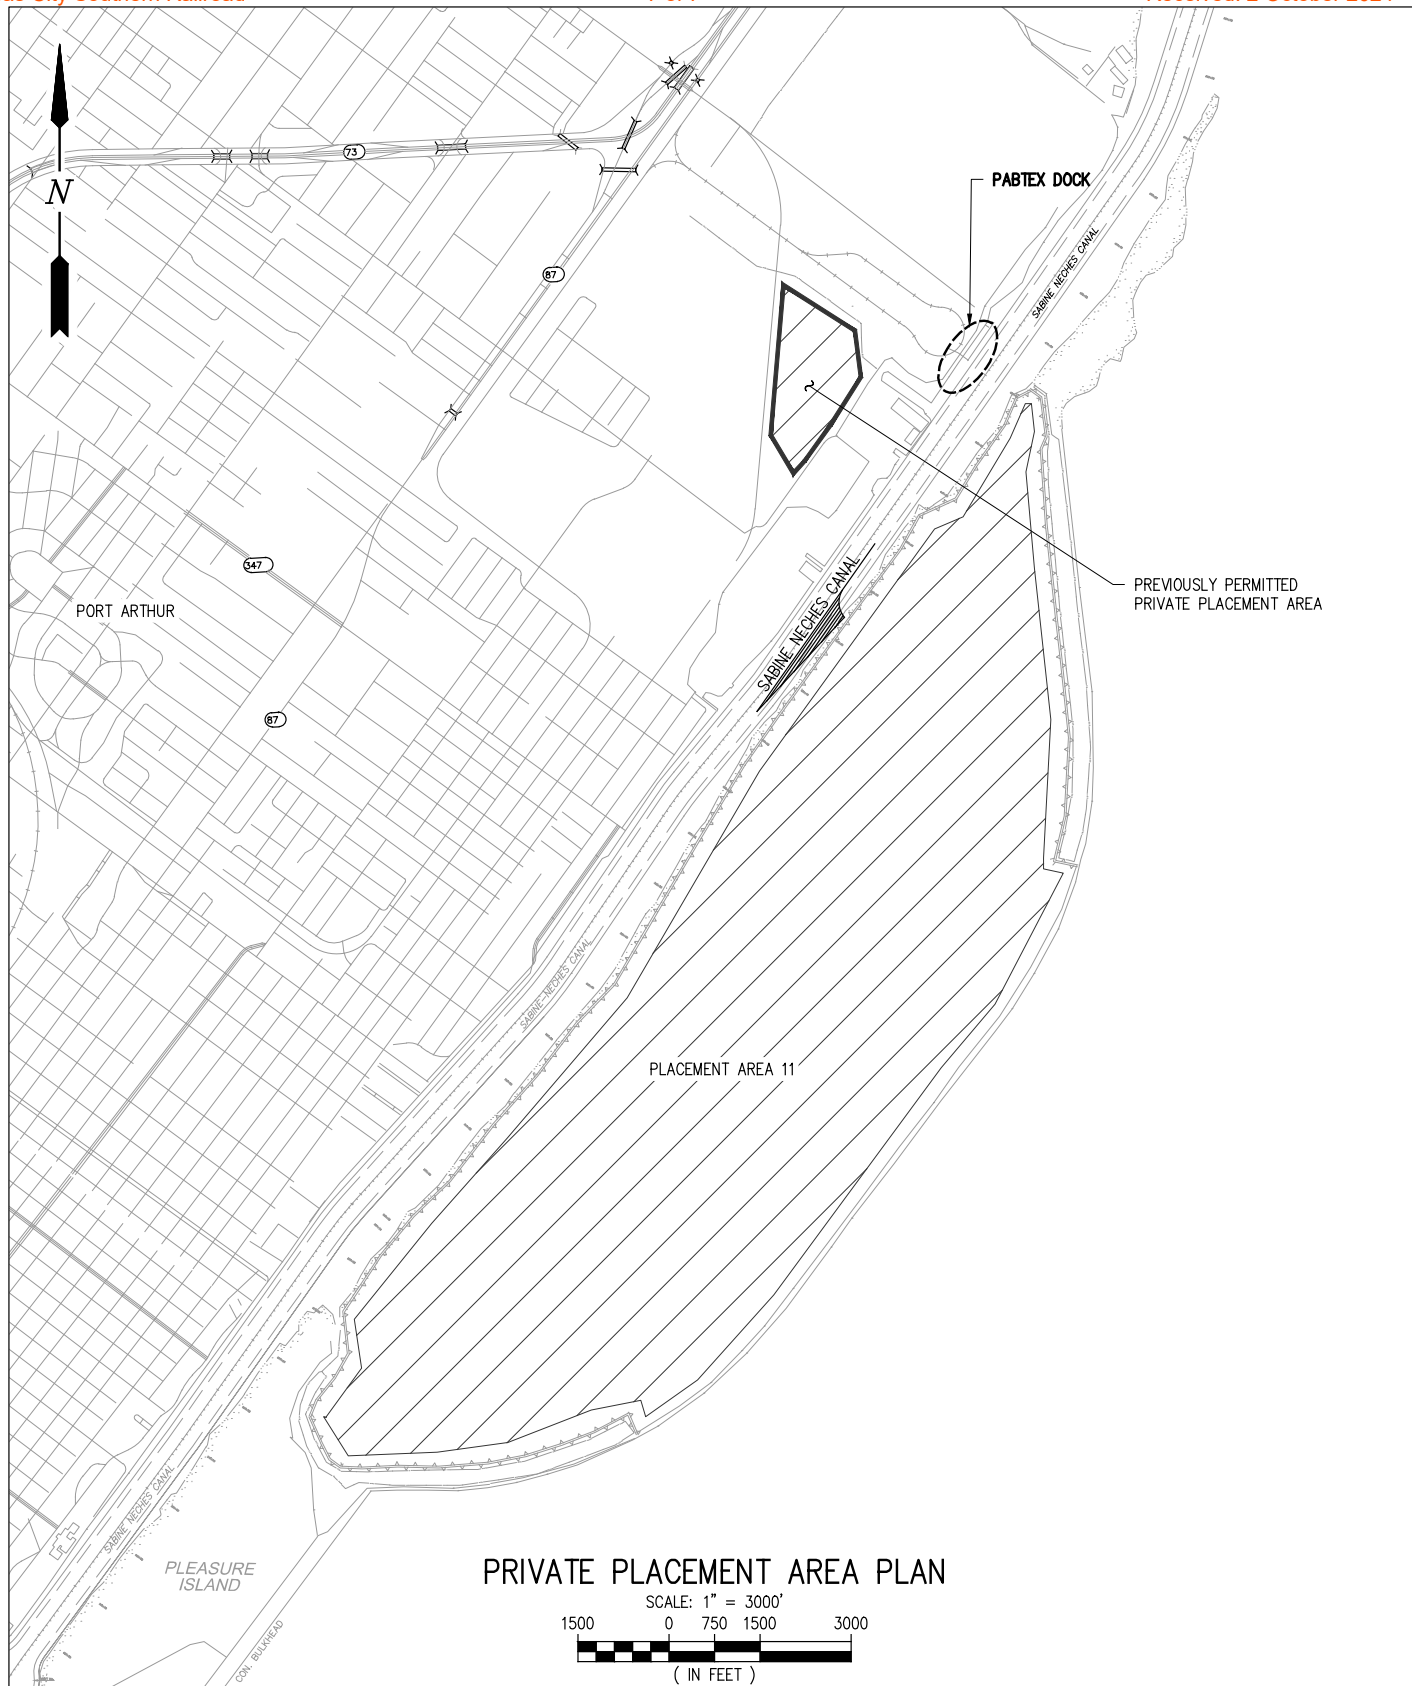 N
73
PABTEX DOCK
SABINE NECHES CANAL
87
347
PORT ARTHUR
PREVIOUSLY PERMITTED
PRIVATE PLACEMENT AREA
SABINE NECHES CANAL
87
SABINE-NECHES CANAL
PLACEMENT AREA 11
SABINE NECHES CANAL
PLEASURE
ISLAND
CON. BULKHEAD
PRIVATE PLACEMENT AREA PLAN
SCALE: 1" = 3000'
1500 0 750 1500 3000
( IN FEET )